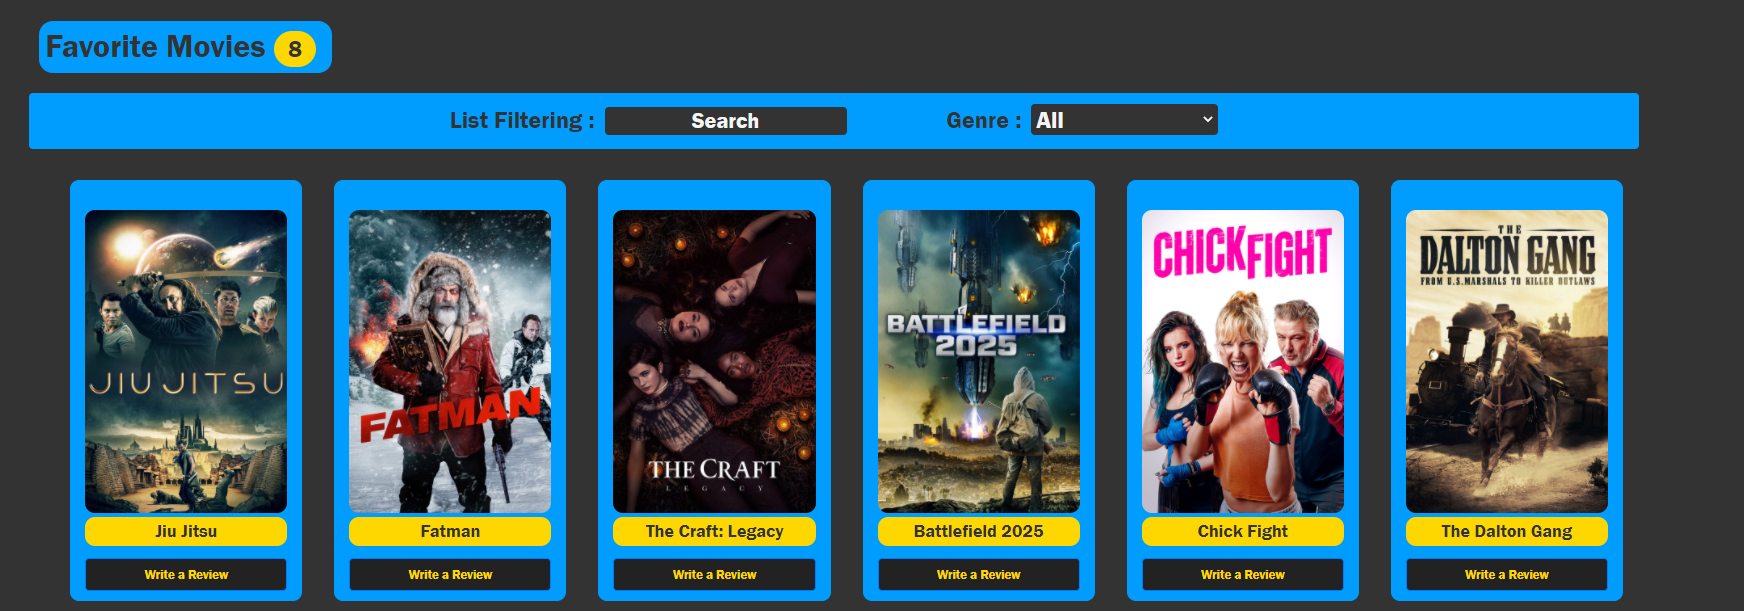 Favorite Movies 8
List Filtering : Search Genre : All
JIU JITSU
FATMAN
THE CRAFT
LEGACY
BATTLEFIELD
2025
CHICKFIGHT
THE
DALTON GANG
FROM U.S. MARSHALS TO KILLER OUTLAWS
Jiu Jitsu Fatman The Craft: Legacy Battlefield 2025 Chick Fight The Dalton Gang
Write a Review Write a Review Write a Review Write a Review Write a Review Write a Review